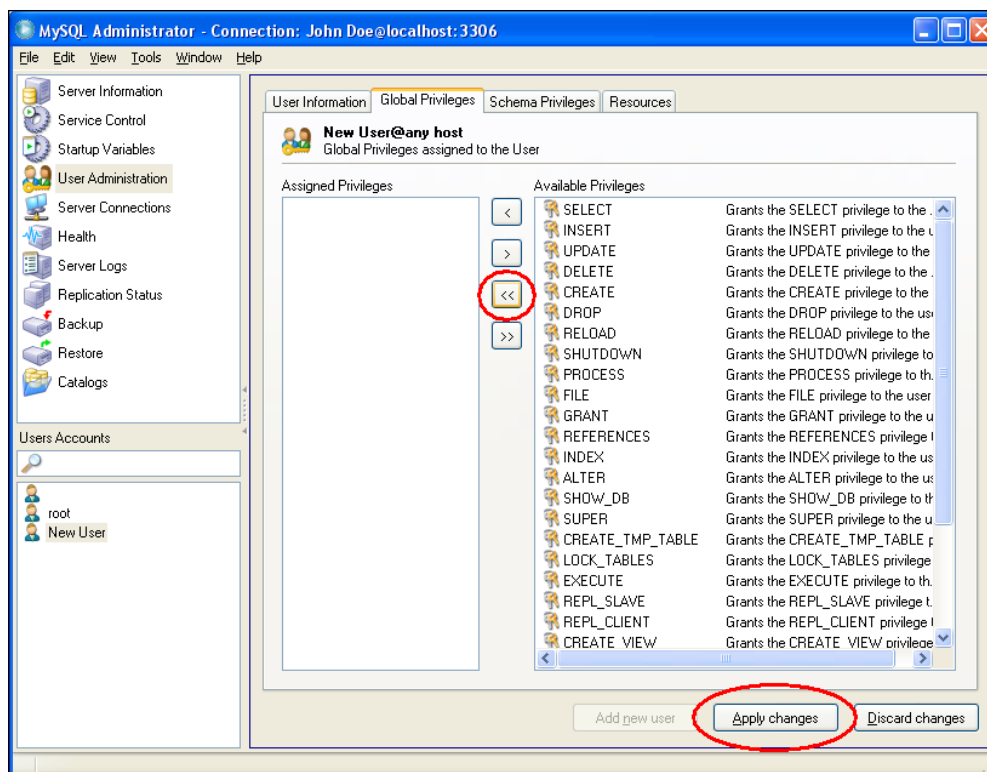 MySQL Administrator - Connection: John Doe@localhost:3306
File Edit View Tools Window Help
Server Information
Service Control
Startup Variables
User Administration
Server Connections
Health
Server Logs
Replication Status
Backup
Restore
Catalogs
Users Accounts
root
New User
User Information Global Privileges Schema Privileges Resources
New User@any host
Global Privileges assigned to the User
Assigned Privileges
<
>
<<
>>
Available Privileges
SELECT Grants the SELECT privilege to the .
INSERT Grants the INSERT privilege to the u
UPDATE Grants the UPDATE privilege to the
DELETE Grants the DELETE privilege to the .
CREATE Grants the CREATE privilege to the
DROP Grants the DROP privilege to the use
RELOAD Grants the RELOAD privilege to the
SHUTDOWN Grants the SHUTDOWN privilege to
PROCESS Grants the PROCESS privilege to th.
FILE Grants the FILE privilege to the user
GRANT Grants the GRANT privilege to the u
REFERENCES Grants the REFERENCES privilege
INDEX Grants the INDEX privilege to the us
ALTER Grants the ALTER privilege to the us
SHOW_DB Grants the SHOW_DB privilege to th
SUPER Grants the SUPER privilege to the u
CREATE_TMP_TABLE Grants the CREATE_TMP_TABLE p
LOCK_TABLES Grants the LOCK_TABLES privilege
EXECUTE Grants the EXECUTE privilege to th.
REPL_SLAVE Grants the REPL_SLAVE privilege t.
REPL_CLIENT Grants the REPL_CLIENT privilege
CREATE_VIEW Grants the CREATE_VIEW privilege
Add new user Apply changes Discard changes